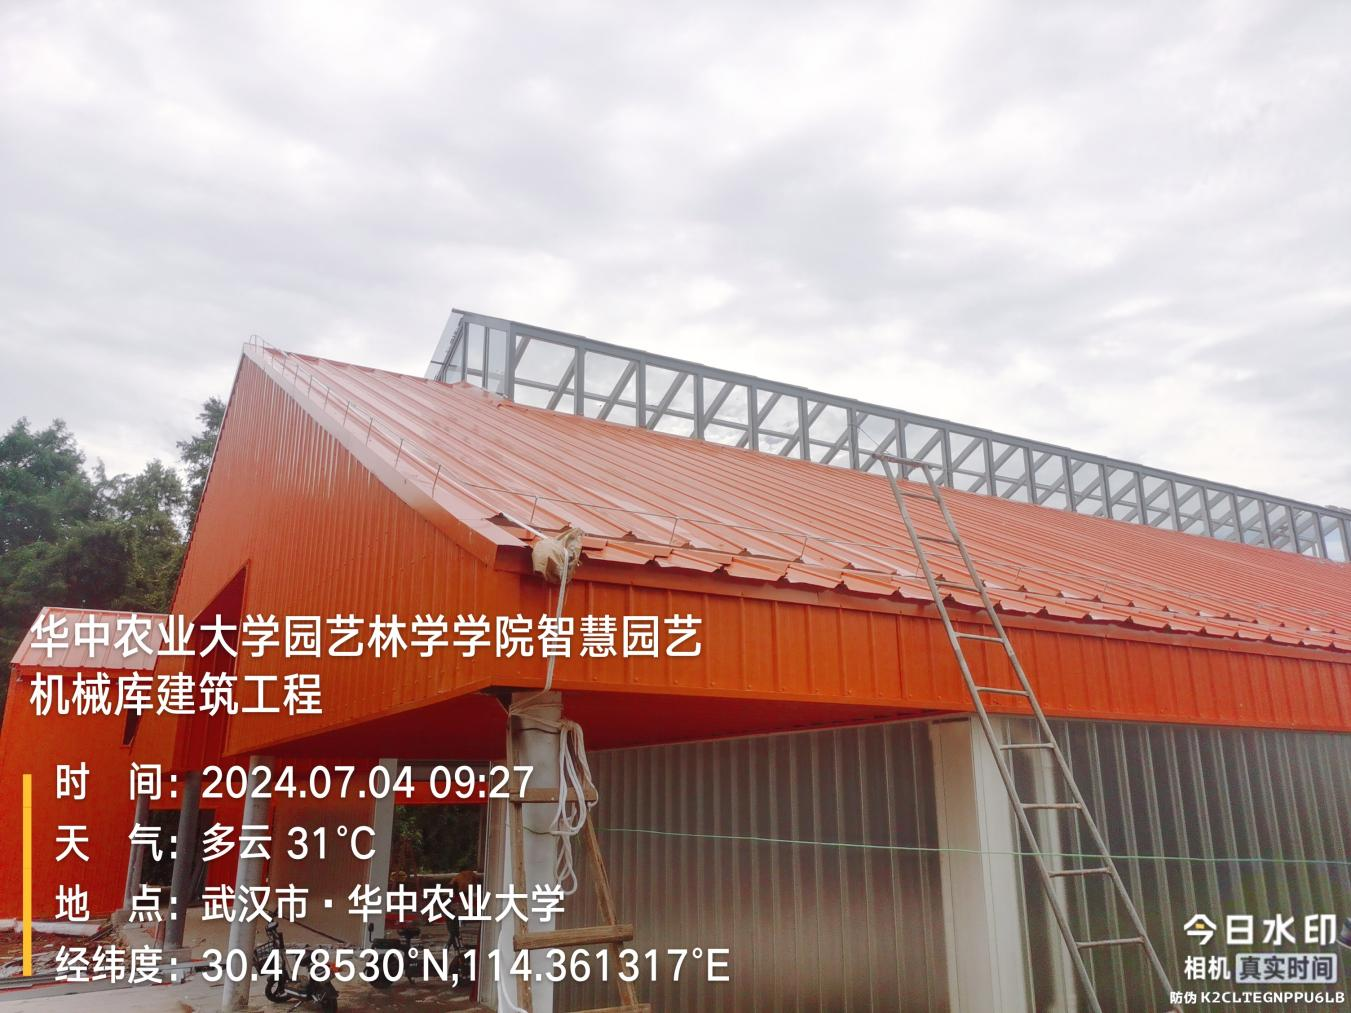 华中农业大学园艺林学学院智慧园艺
机械库建筑工程
时 间：2024.07.04 09:27
天 气：多云 31°C
地 点：武汉市·华中农业大学
经纬度：30.478530°N,114.361317°E
今日水印
相机 真实时间
防伪 K2CLTEGNPPU6LB